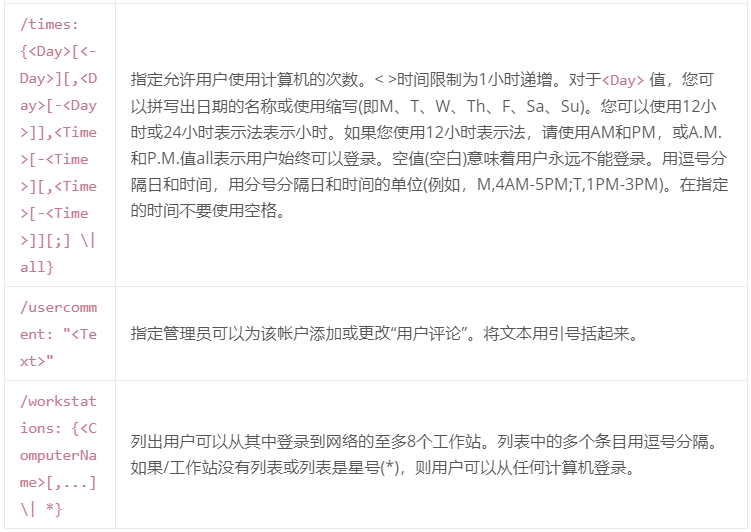 /times:
{<Day>[<-
Day>][,<D
ay>[-<Day
>]],<Time
>[-<Time
>][,<Time
>[-<Time
>]][;] \|
all}
指定允许用户使用计算机的次数。< >时间限制为1小时递增。对于<Day> 值，您可
以拼写出日期的名称或使用缩写(即M、T、W、Th、F、Sa、Su)。您可以使用12小
时或24小时表示法表示小时。如果您使用12小时表示法，请使用AM和PM，或A.M.
和P.M.值all表示用户始终可以登录。空值(空白)意味着用户永远不能登录。用逗号分
隔日和时间，用分号分隔日和时间的单位(例如，M,4AM-5PM;T,1PM-3PM)。在指定
的时间不要使用空格。
/usercomm
ent: "<Te
xt>"
指定管理员可以为该帐户添加或更改“用户评论”。将文本用引号括起来。
/workstat
ions: {<C
omputerNa
me>[,...]
\| *}
列出用户可以从其中登录到网络的至多8个工作站。列表中的多个条目用逗号分隔。
如果/工作站没有列表或列表是星号(*)，则用户可以从任何计算机登录。